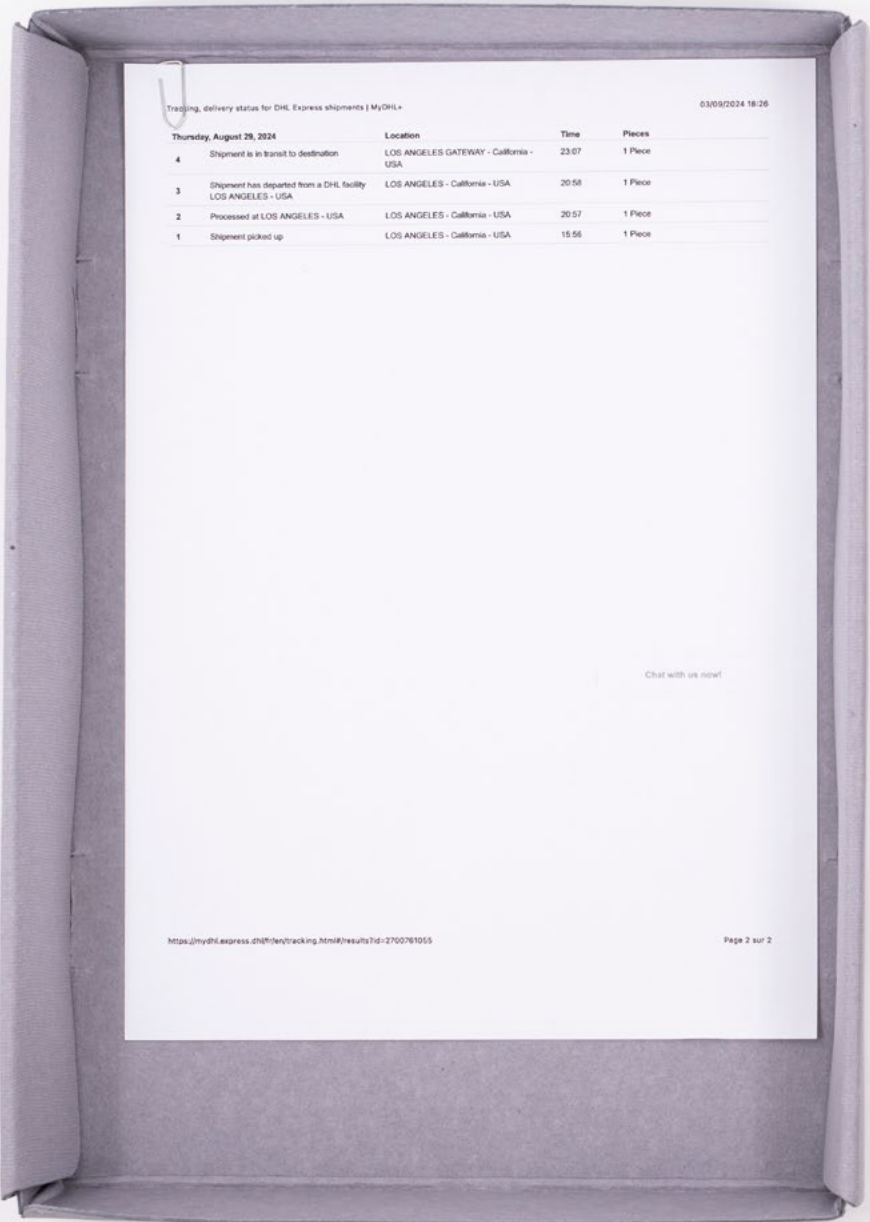 Tracking, delivery status for DHL Express shipments | MyDHL+ 03/09/2024 18:26
Thursday, August 29, 2024 Location Time Pieces
4 Shipment is in transit to destination LOS ANGELES GATEWAY - California - USA 23:07 1 Piece
3 Shipment has departed from a DHL facility LOS ANGELES - USA LOS ANGELES - California - USA 20:58 1 Piece
2 Processed at LOS ANGELES - USA LOS ANGELES - California - USA 20:57 1 Piece
1 Shipment picked up LOS ANGELES - California - USA 15:56 1 Piece
Chat with us now!
https://mydhl.express.dhl/fr/en/tracking.html#/results?id=2700761055 Page 2 sur 2